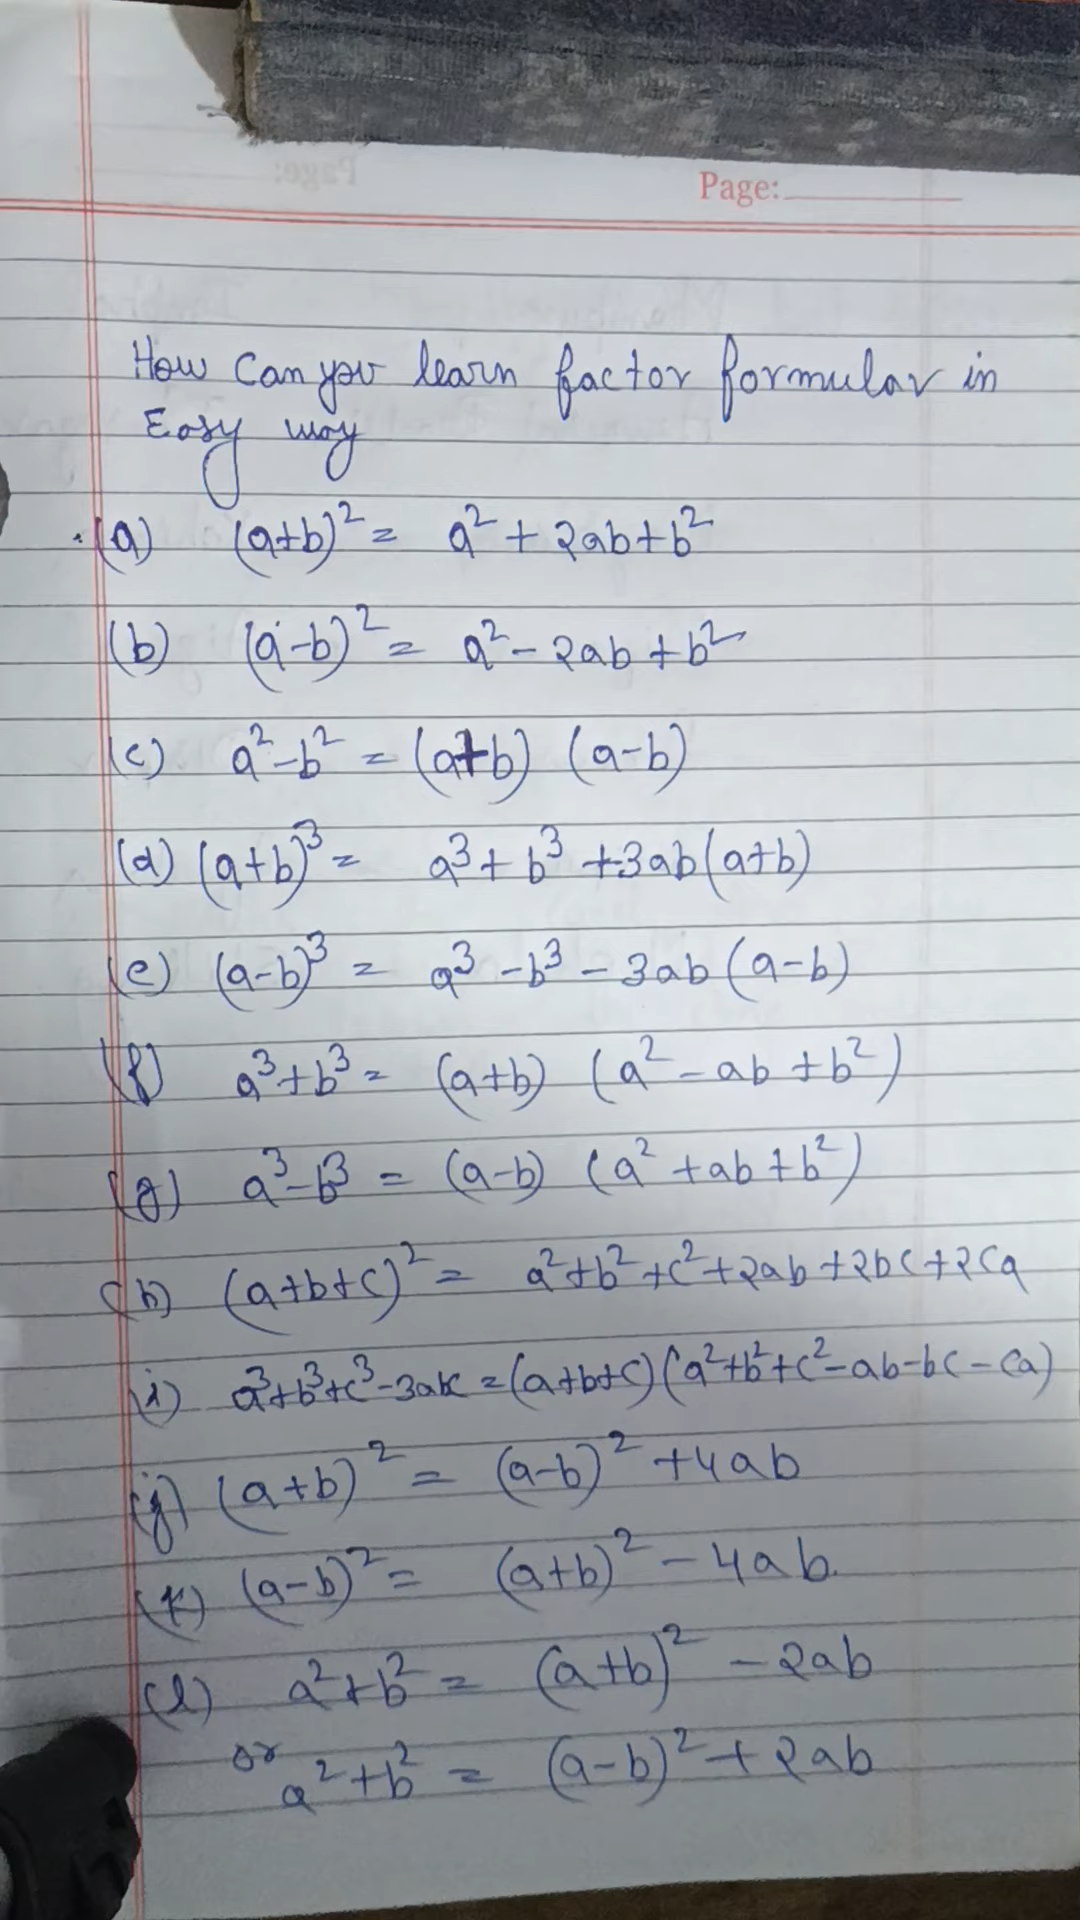 Page:
How Can you learn factor formular in
Easy way
(a) (a+b)² = a² + 2ab + b²
(b) (a-b)² = a² - 2ab + b²
(c) a² - b² = (a+b) (a-b)
(d) (a+b)³ = a³ + b³ + 3ab(a+b)
(e) (a-b)³ = a³ - b³ - 3ab (a-b)
(f) a³ + b³ = (a+b) (a² - ab + b²)
(g) a³ - b³ = (a-b) (a² + ab + b²)
(h) (a+b+c)² = a² + b² + c² + 2ab + 2bc + 2ca
(i) a³+b³+c³-3abc = (a+b+c) (a²+b²+c²-ab-bc-ca)
(j) (a+b)² = (a-b)² + 4ab
(k) (a-b)² = (a+b)² - 4ab
(l) a² + b² = (a+b)² - 2ab
or a² + b² = (a-b)² + 2ab